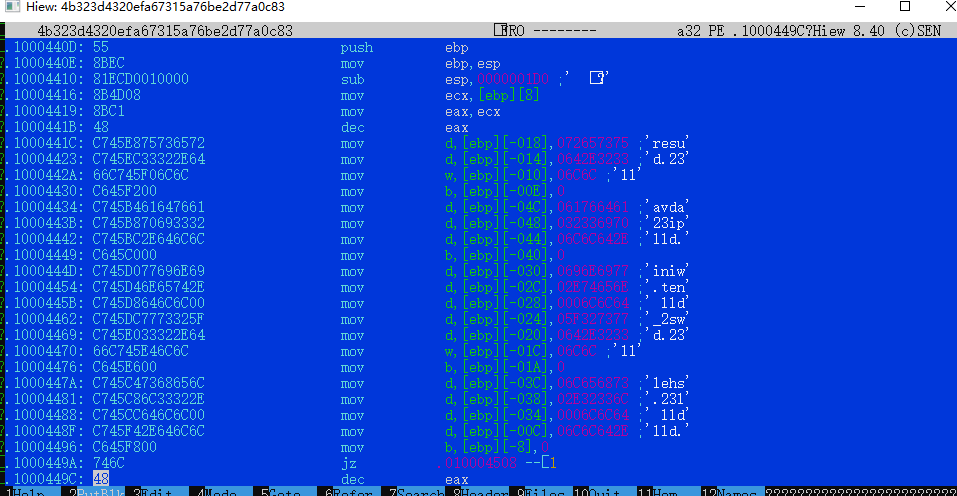 Hiew: 4b323d4320efa67315a76be2d77a0c83
4b323d4320efa67315a76be2d77a0c83 FRO -------- a32 PE .1000449C?Hiew 8.40 (c)SEN
.1000440D: 55 push ebp
.1000440E: 8BEC mov ebp,esp
.10004410: 81ECD0010000 sub esp,0000001D0 ;'
.10004416: 8B4D08 mov ecx,[ebp][8]
.10004419: 8BC1 mov eax,ecx
.1000441B: 48 dec eax
.1000441C: C745E875736572 mov d,[ebp][-018],072657375 ;'resu'
.10004423: C745EC33322E64 mov d,[ebp][-014],0642E3233 ;'d.23'
.1000442A: 66C745F06C6C mov w,[ebp][-010],06C6C ;'ll'
.10004430: C645F200 mov b,[ebp][-00E],0
.10004434: C745B461647661 mov d,[ebp][-04C],061766461 ;'avda'
.1000443B: C745B870693332 mov d,[ebp][-048],032336970 ;'23ip'
.10004442: C745BC2E646C6C mov d,[ebp][-044],06C6C642E ;'lld.'
.10004449: C645C000 mov b,[ebp][-040],0
.1000444D: C745D077696E69 mov d,[ebp][-030],0696E6977 ;'iniw'
.10004454: C745D46E65742E mov d,[ebp][-02C],02E74656E ;'.ten'
.1000445B: C745D8646C6C00 mov d,[ebp][-028],0006C6C64 ;' lld'
.10004462: C745DC7773325F mov d,[ebp][-024],05F327377 ;'_2sw'
.10004469: C745E033322E64 mov d,[ebp][-020],0642E3233 ;'d.23'
.10004470: 66C745E46C6C mov w,[ebp][-01C],06C6C ;'ll'
.10004476: C645E600 mov b,[ebp][-01A],0
.1000447A: C745C47368656C mov d,[ebp][-03C],06C656873 ;'lehs'
.10004481: C745C86C33322E mov d,[ebp][-038],02E32336C ;'.23l'
.10004488: C745CC646C6C00 mov d,[ebp][-034],0006C6C64 ;' lld'
.1000448F: C745F42E646C6C mov d,[ebp][-00C],06C6C642E ;'lld.'
.10004496: C645F800 mov b,[ebp][-8],0
.1000449A: 746C jz .010004508 --1
.1000449C: 48 dec eax
1Help 2PutBlk 3Edit 4Mode 5Goto 6Refer 7Search 8Header 9Files 10Quit 11Hem 12Names